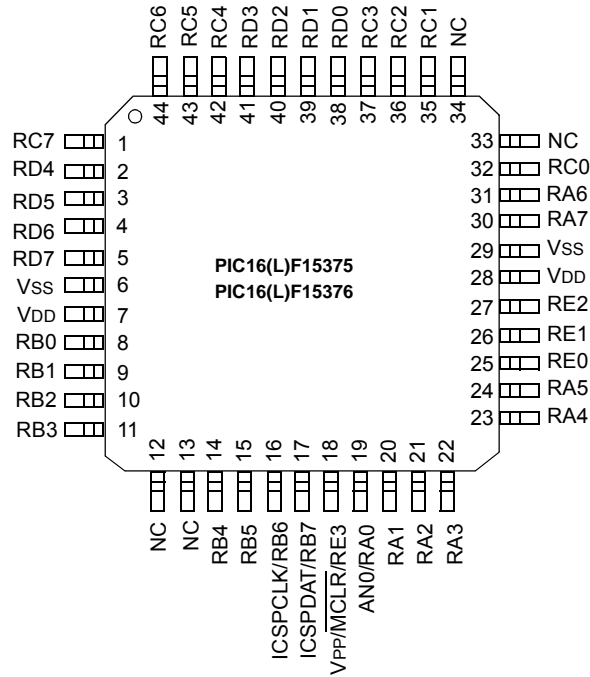 RC6
RC5
RC4
RD3
RD2
RD1
RD0
RC3
RC2
RC1
NC
44
43
42
41
40
39
38
37
36
35
34
RC7 1
RD4 2
RD5 3
RD6 4
RD7 5
VSS 6
VDD 7
RB0 8
RB1 9
RB2 10
RB3 11
PIC16(L)F15375
PIC16(L)F15376
33 NC
32 RC0
31 RA6
30 RA7
29 VSS
28 VDD
27 RE2
26 RE1
25 RE0
24 RA5
23 RA4
12
13
14
15
16
17
18
19
20
21
22
NC
NC
RB4
RB5
ICSPCLK/RB6
ICSPDAT/RB7
VPP/MCLR/RE3
AN0/RA0
RA1
RA2
RA3